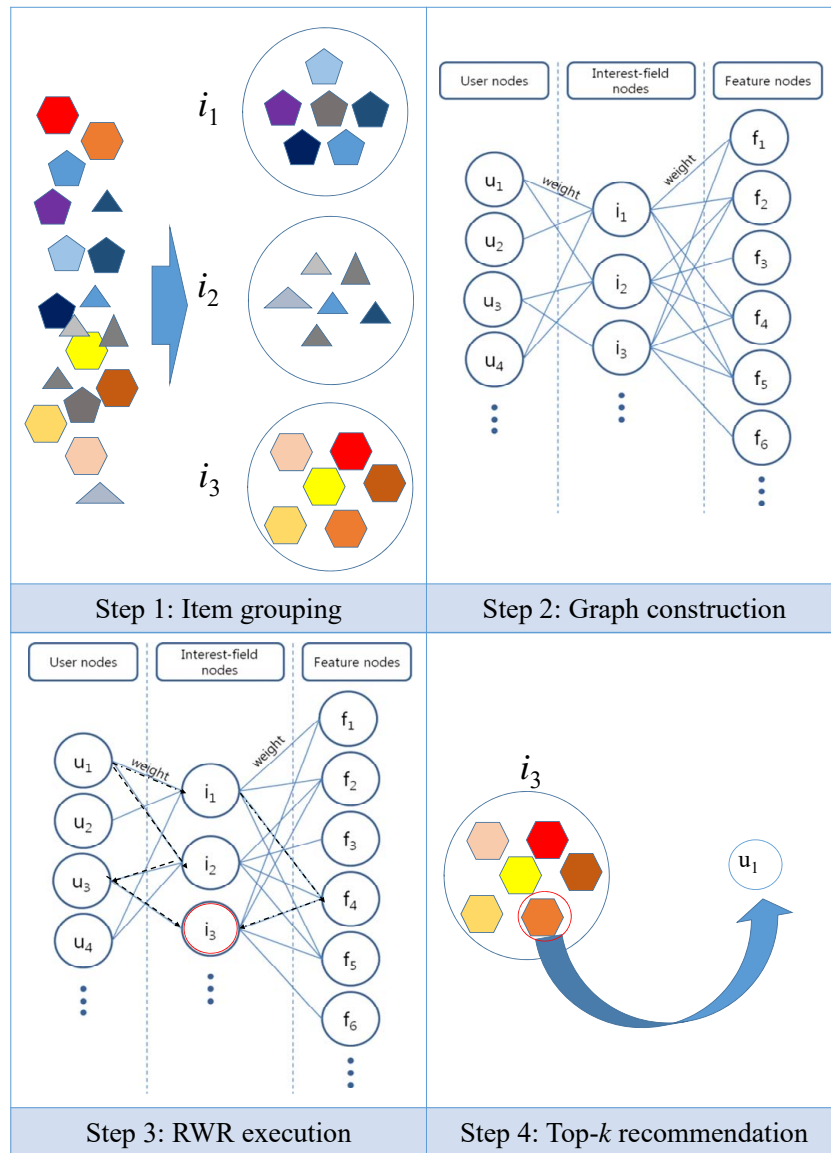 i1
i2
i3
Step 1: Item grouping
User nodes
Interest-field
nodes
Feature nodes
weight
weight
u1
u2
u3
u4
i1
i2
i3
f1
f2
f3
f4
f5
f6
Step 2: Graph construction
User nodes
Interest-field
nodes
Feature nodes
weight
weight
u1
u2
u3
u4
i1
i2
i3
f1
f2
f3
f4
f5
f6
Step 3: RWR execution
i3
u1
Step 4: Top-k recommendation